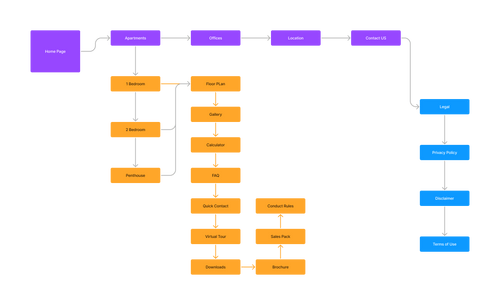 Home Page
Apartments
Offices
Location
Contact US
1 Bedroom
2 Bedroom
Penthouse
Floor PLan
Gallery
Calculator
FAQ
Quick Contact
Virtual Tour
Downloads
Brochure
Sales Pack
Conduct Rules
Legal
Privacy Policy
Disclaimer
Terms of Use